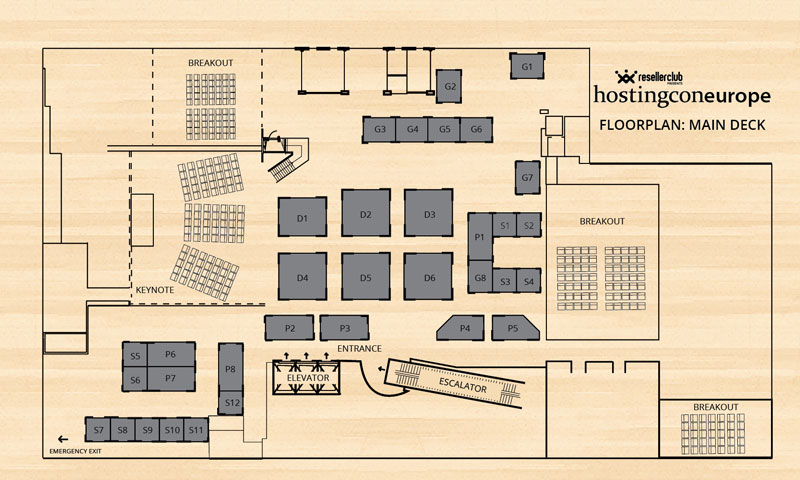 BREAKOUT
G1
resellerclub
PRESENTS
hostingconeurope
FLOORPLAN: MAIN DECK
G2
G3 G4 G5 G6
G7
D1 D2 D3
P1 S1 S2
BREAKOUT
D4 D5 D6
G8 S3 S4
KEYNOTE
P2 P3 P4 P5
ENTRANCE
S5 P6
S6 P7
P8
ELEVATOR
ESCALATOR
S12
BREAKOUT
S7 S8 S9 S10 S11
EMERGENCY EXIT